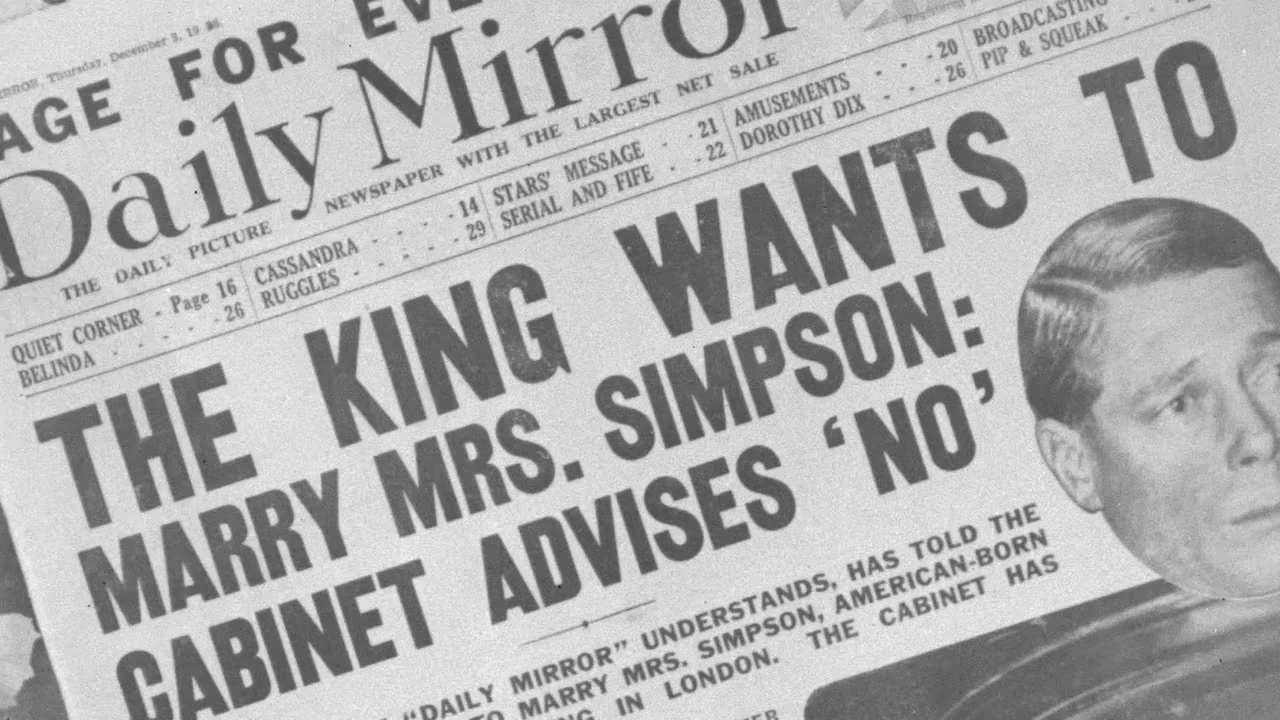 AGE FOR EVE
MIRROR, Thursday, December 3, 19 36.
Daily Mirror
THE DAILY PICTURE NEWSPAPER WITH THE LARGEST NET SALE
QUIET CORNER - Page 16
BELINDA - - - - - 26
CASSANDRA - - - - 14
RUGGLES - - - - - 29
STARS' MESSAGE - - 21
SERIAL AND FIFE - - 22
AMUSEMENTS - - - 20
DOROTHY DIX - - - 26
BROADCASTING
PIP & SQUEAK - -
THE KING WANTS TO
MARRY MRS. SIMPSON:
CABINET ADVISES 'NO'
"DAILY MIRROR" UNDERSTANDS, HAS TOLD THE
TO MARRY MRS. SIMPSON, AMERICAN-BORN
NG IN LONDON. THE CABINET HAS